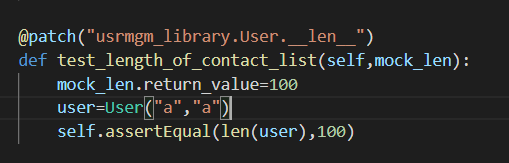 @patch("usrmgm_library.User.__len__")
def test_length_of_contact_list(self,mock_len):
    mock_len.return_value=100
    user=User("a","a")
    self.assertEqual(len(user),100)